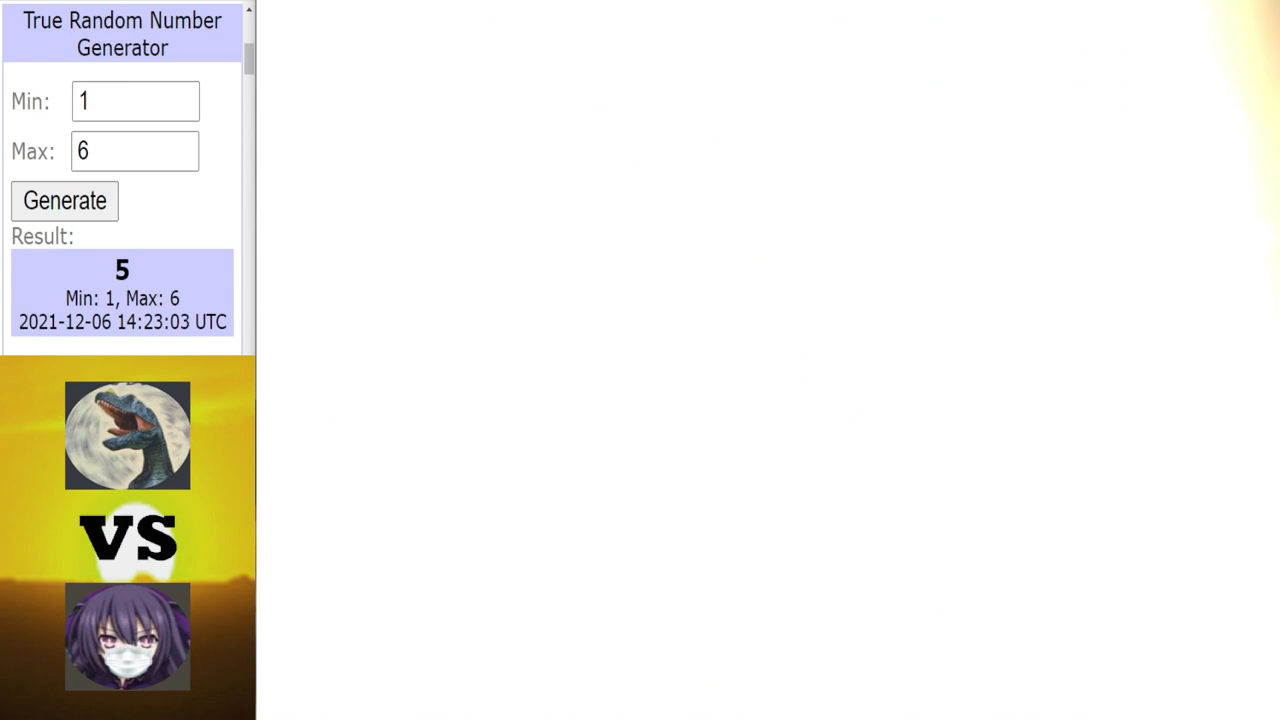 True Random Number
Generator
Min: 1
Max: 6
Generate
Result:
5
Min: 1, Max: 6
2021-12-06 14:23:03 UTC
VS